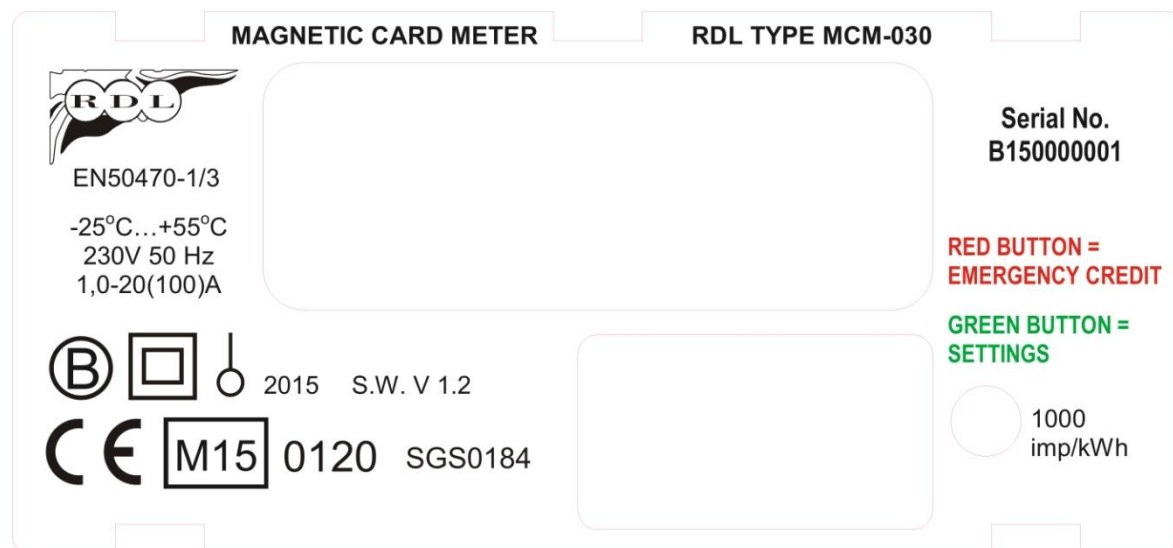 MAGNETIC CARD METER RDL TYPE MCM-030
RDL
EN50470-1/3
-25°C...+55°C
230V 50 Hz
1,0-20(100)A
Serial No.
B150000001
RED BUTTON =
EMERGENCY CREDIT
GREEN BUTTON =
SETTINGS
B 2015 S.W. V 1.2
CE M15 0120 SGS0184
1000
imp/kWh